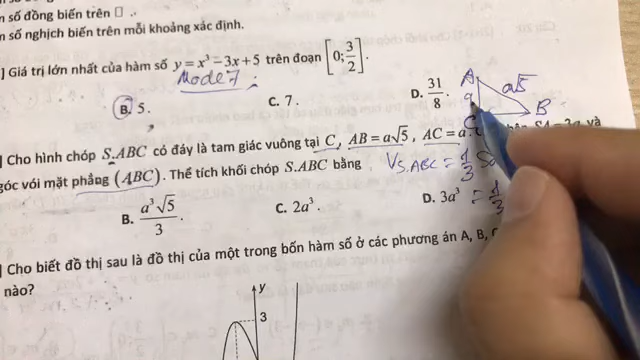 n số đồng biến trên □ .
n số nghịch biến trên mỗi khoảng xác định.
] Giá trị lớn nhất của hàm số y = x³ − 3x + 5 trên đoạn [0; 3/2].
Mode 7 :
B. 5. C. 7. D. 31/8.
A a√5
a
C B
] Cho hình chóp S.ABC có đáy là tam giác vuông tại C, AB = a√5, AC = a. và
góc với mặt phẳng (ABC). Thể tích khối chóp S.ABC bằng V S.ABC = 1/3
B. a³√5/3. C. 2a³. D. 3a³ = 1/3
] Cho biết đồ thị sau là đồ thị của một trong bốn hàm số ở các phương án A, B,
nào?
y
3